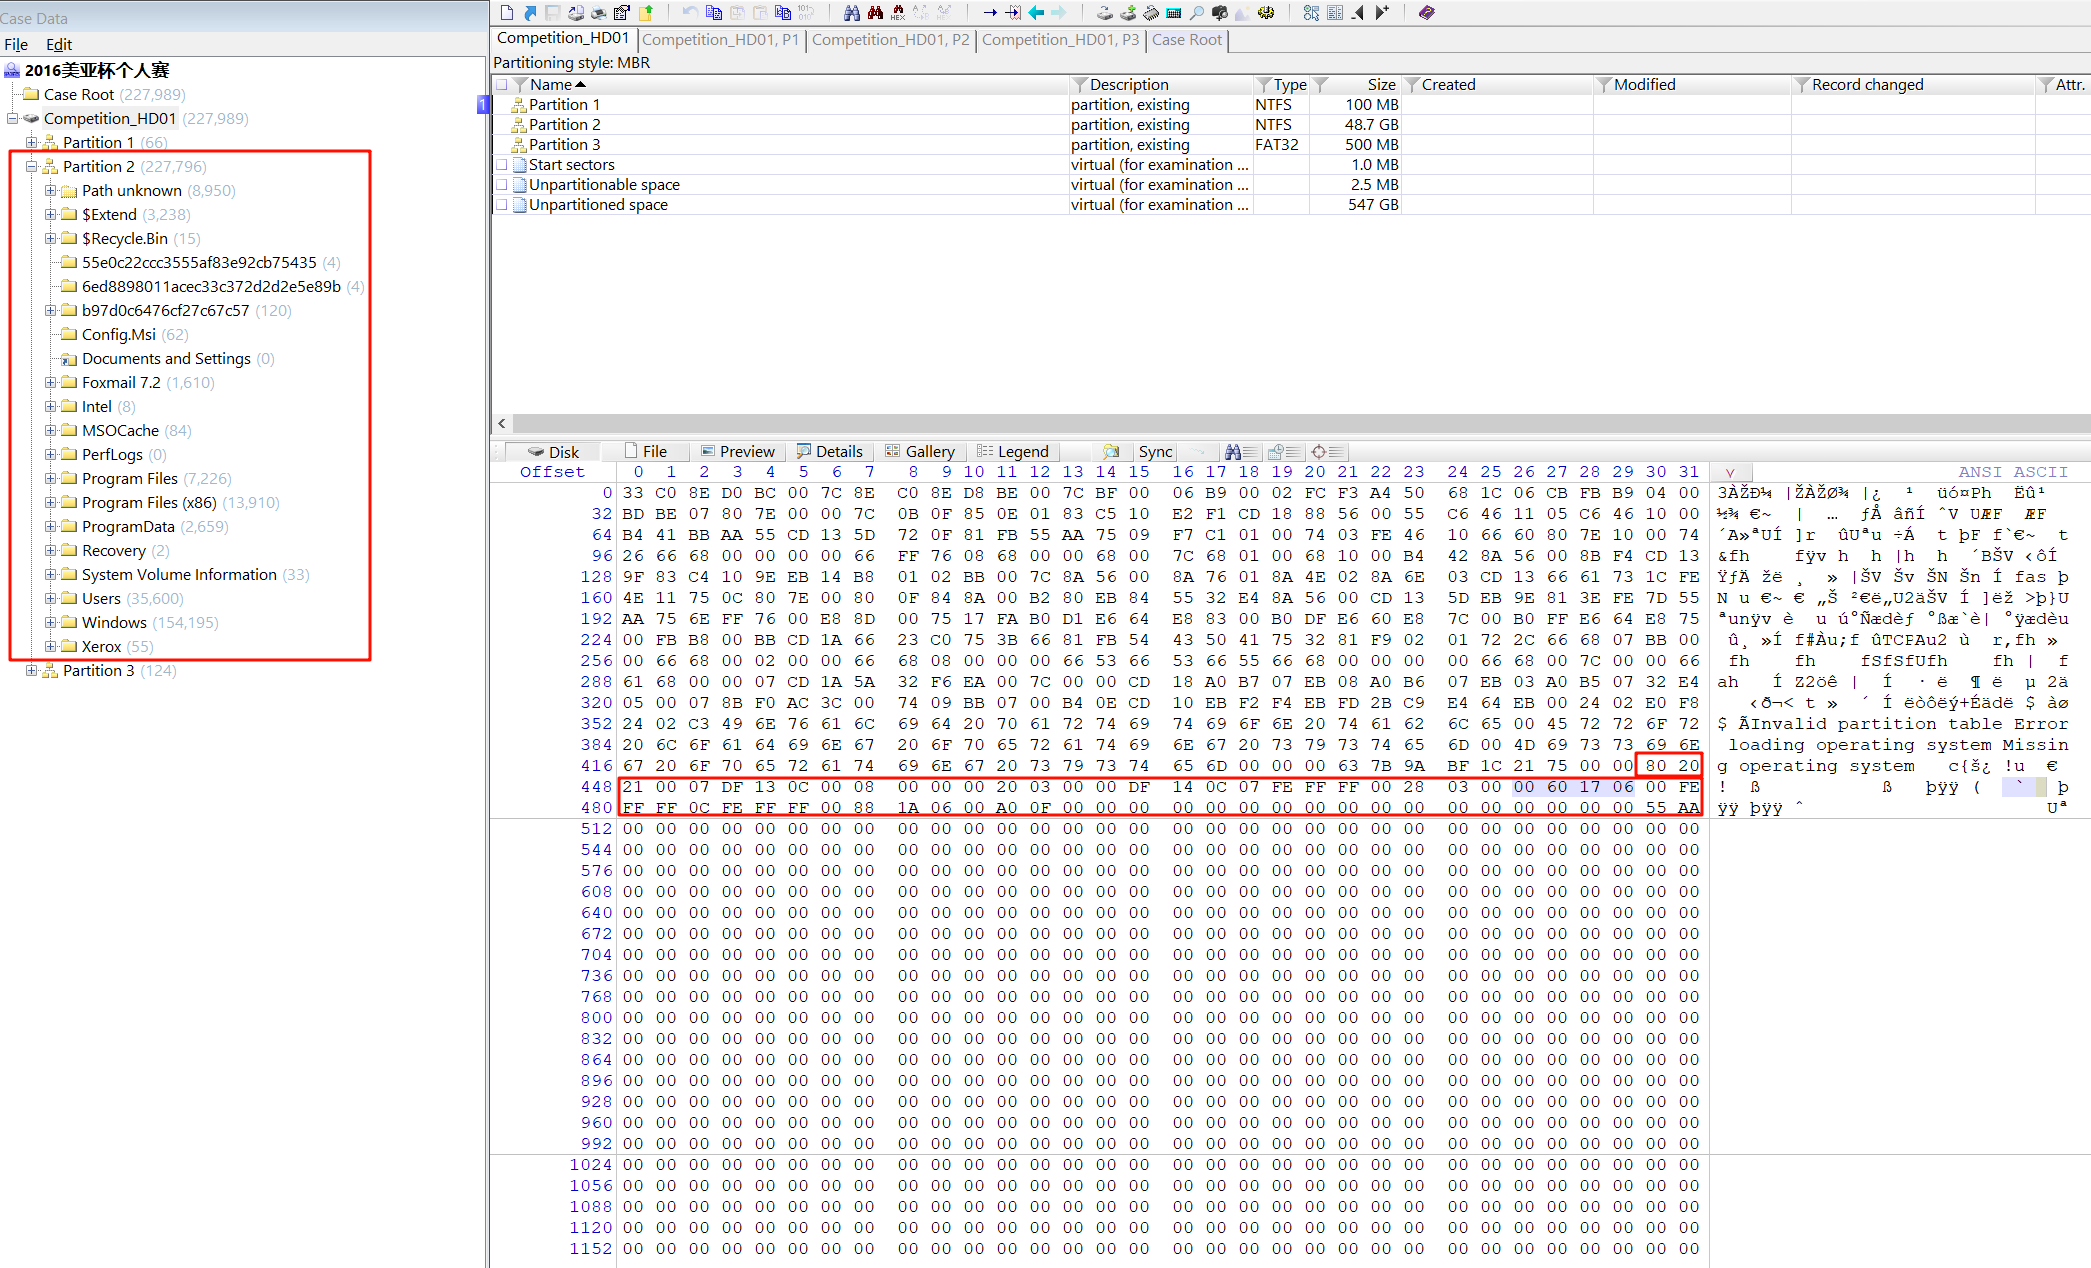 Case Data
File Edit
2016美亚杯个人赛
Case Root (227,989)
Competition_HD01 (227,989)
Partition 1 (66)
Partition 2 (227,796)
Path unknown (8,950)
$Extend (3,238)
$Recycle.Bin (15)
55e0c22ccc3555af83e92cb75435 (4)
6ed8898011acec33c372d2d2e5e89b (4)
b97d0c6476cf27c67c57 (120)
Config.Msi (62)
Documents and Settings (0)
Foxmail 7.2 (1,610)
Intel (8)
MSOCache (84)
PerfLogs (0)
Program Files (7,226)
Program Files (x86) (13,910)
ProgramData (2,659)
Recovery (2)
System Volume Information (33)
Users (35,600)
Windows (154,195)
Xerox (55)
Partition 3 (124)
1
Competition_HD01 Competition_HD01, P1 Competition_HD01, P2 Competition_HD01, P3 Case Root
Partitioning style: MBR
Name Description Type Size Created Modified Record changed Attr.
Partition 1 partition, existing NTFS 100 MB
Partition 2 partition, existing NTFS 48.7 GB
Partition 3 partition, existing FAT32 500 MB
Start sectors virtual (for examination ... 1.0 MB
Unpartitionable space virtual (for examination ... 2.5 MB
Unpartitioned space virtual (for examination ... 547 GB
Disk File Preview Details Gallery Legend Sync
Offset 0 1 2 3 4 5 6 7 8 9 10 11 12 13 14 15 16 17 18 19 20 21 22 23 24 25 26 27 28 29 30 31 ANSI ASCII
0 33 C0 8E D0 BC 00 7C 8E C0 8E D8 BE 00 7C BF 00 06 B9 00 02 FC F3 A4 50 68 1C 06 CB FB B9 04 00
32 BD BE 07 80 7E 00 00 7C 0B 0F 85 0E 01 83 C5 10 E2 F1 CD 18 88 56 00 55 C6 46 11 05 C6 46 10 00
64 B4 41 BB AA 55 CD 13 5D 72 0F 81 FB 55 AA 75 09 F7 C1 01 00 74 03 FE 46 10 66 60 80 7E 10 00 74
96 26 66 68 00 00 00 00 66 FF 76 08 68 00 00 68 00 7C 68 01 00 68 10 00 B4 42 8A 56 00 8B F4 CD 13
128 9F 83 C4 10 9E EB 14 B8 01 02 BB 00 7C 8A 56 00 8A 76 01 8A 4E 02 8A 6E 03 CD 13 66 61 73 1C FE
160 4E 11 75 0C 80 7E 00 80 0F 84 8A 00 B2 80 EB 84 55 32 E4 8A 56 00 CD 13 5D EB 9E 81 3E FE 7D 55
192 AA 75 6E FF 76 00 E8 8D 00 75 17 FA B0 D1 E6 64 E8 83 00 B0 DF E6 60 E8 7C 00 B0 FF E6 64 E8 75
224 00 FB B8 00 BB CD 1A 66 23 C0 75 3B 66 81 FB 54 43 50 41 75 32 81 F9 02 01 72 2C 66 68 07 BB 00
256 00 66 68 00 02 00 00 66 68 08 00 00 00 66 53 66 53 66 55 66 68 00 00 00 00 66 68 00 7C 00 00 66
288 61 68 00 00 07 CD 1A 5A 32 F6 EA 00 7C 00 00 CD 18 A0 B7 07 EB 08 A0 B6 07 EB 03 A0 B5 07 32 E4
320 05 00 07 8B F0 AC 3C 00 74 09 BB 07 00 B4 0E CD 10 EB F2 F4 EB FD 2B C9 E4 64 EB 00 24 02 E0 F8
352 24 02 C3 49 6E 76 61 6C 69 64 20 70 61 72 74 69 74 69 6F 6E 20 74 61 62 6C 65 00 45 72 72 6F 72 $ ÃInvalid partition table Error
384 20 6C 6F 61 64 69 6E 67 20 6F 70 65 72 61 74 69 6E 67 20 73 79 73 74 65 6D 00 4D 69 73 73 69 6E loading operating system Missin
416 67 20 6F 70 65 72 61 74 69 6E 67 20 73 79 73 74 65 6D 00 00 00 63 7B 9A BF 1C 21 75 00 00 80 20 g operating system c{š¿ !u €
448 21 00 07 DF 13 0C 00 08 00 00 00 20 03 00 00 DF 14 0C 07 FE FF FF 00 28 03 00 00 60 17 06 00 FE ! ß ß þÿÿ ( ` þ
480 FF FF 0C FE FF FF 00 88 1A 06 00 A0 0F 00 00 00 00 00 00 00 00 00 00 00 00 00 00 00 00 00 55 AA ÿÿ þÿÿ ˆ Uª
512 00 00 00 00 00 00 00 00 00 00 00 00 00 00 00 00 00 00 00 00 00 00 00 00 00 00 00 00 00 00 00 00
544 00 00 00 00 00 00 00 00 00 00 00 00 00 00 00 00 00 00 00 00 00 00 00 00 00 00 00 00 00 00 00 00
576 00 00 00 00 00 00 00 00 00 00 00 00 00 00 00 00 00 00 00 00 00 00 00 00 00 00 00 00 00 00 00 00
608 00 00 00 00 00 00 00 00 00 00 00 00 00 00 00 00 00 00 00 00 00 00 00 00 00 00 00 00 00 00 00 00
640 00 00 00 00 00 00 00 00 00 00 00 00 00 00 00 00 00 00 00 00 00 00 00 00 00 00 00 00 00 00 00 00
672 00 00 00 00 00 00 00 00 00 00 00 00 00 00 00 00 00 00 00 00 00 00 00 00 00 00 00 00 00 00 00 00
704 00 00 00 00 00 00 00 00 00 00 00 00 00 00 00 00 00 00 00 00 00 00 00 00 00 00 00 00 00 00 00 00
736 00 00 00 00 00 00 00 00 00 00 00 00 00 00 00 00 00 00 00 00 00 00 00 00 00 00 00 00 00 00 00 00
768 00 00 00 00 00 00 00 00 00 00 00 00 00 00 00 00 00 00 00 00 00 00 00 00 00 00 00 00 00 00 00 00
800 00 00 00 00 00 00 00 00 00 00 00 00 00 00 00 00 00 00 00 00 00 00 00 00 00 00 00 00 00 00 00 00
832 00 00 00 00 00 00 00 00 00 00 00 00 00 00 00 00 00 00 00 00 00 00 00 00 00 00 00 00 00 00 00 00
864 00 00 00 00 00 00 00 00 00 00 00 00 00 00 00 00 00 00 00 00 00 00 00 00 00 00 00 00 00 00 00 00
896 00 00 00 00 00 00 00 00 00 00 00 00 00 00 00 00 00 00 00 00 00 00 00 00 00 00 00 00 00 00 00 00
928 00 00 00 00 00 00 00 00 00 00 00 00 00 00 00 00 00 00 00 00 00 00 00 00 00 00 00 00 00 00 00 00
960 00 00 00 00 00 00 00 00 00 00 00 00 00 00 00 00 00 00 00 00 00 00 00 00 00 00 00 00 00 00 00 00
992 00 00 00 00 00 00 00 00 00 00 00 00 00 00 00 00 00 00 00 00 00 00 00 00 00 00 00 00 00 00 00 00
1024 00 00 00 00 00 00 00 00 00 00 00 00 00 00 00 00 00 00 00 00 00 00 00 00 00 00 00 00 00 00 00 00
1056 00 00 00 00 00 00 00 00 00 00 00 00 00 00 00 00 00 00 00 00 00 00 00 00 00 00 00 00 00 00 00 00
1088 00 00 00 00 00 00 00 00 00 00 00 00 00 00 00 00 00 00 00 00 00 00 00 00 00 00 00 00 00 00 00 00
1120 00 00 00 00 00 00 00 00 00 00 00 00 00 00 00 00 00 00 00 00 00 00 00 00 00 00 00 00 00 00 00 00
1152 00 00 00 00 00 00 00 00 00 00 00 00 00 00 00 00 00 00 00 00 00 00 00 00 00 00 00 00 00 00 00 00